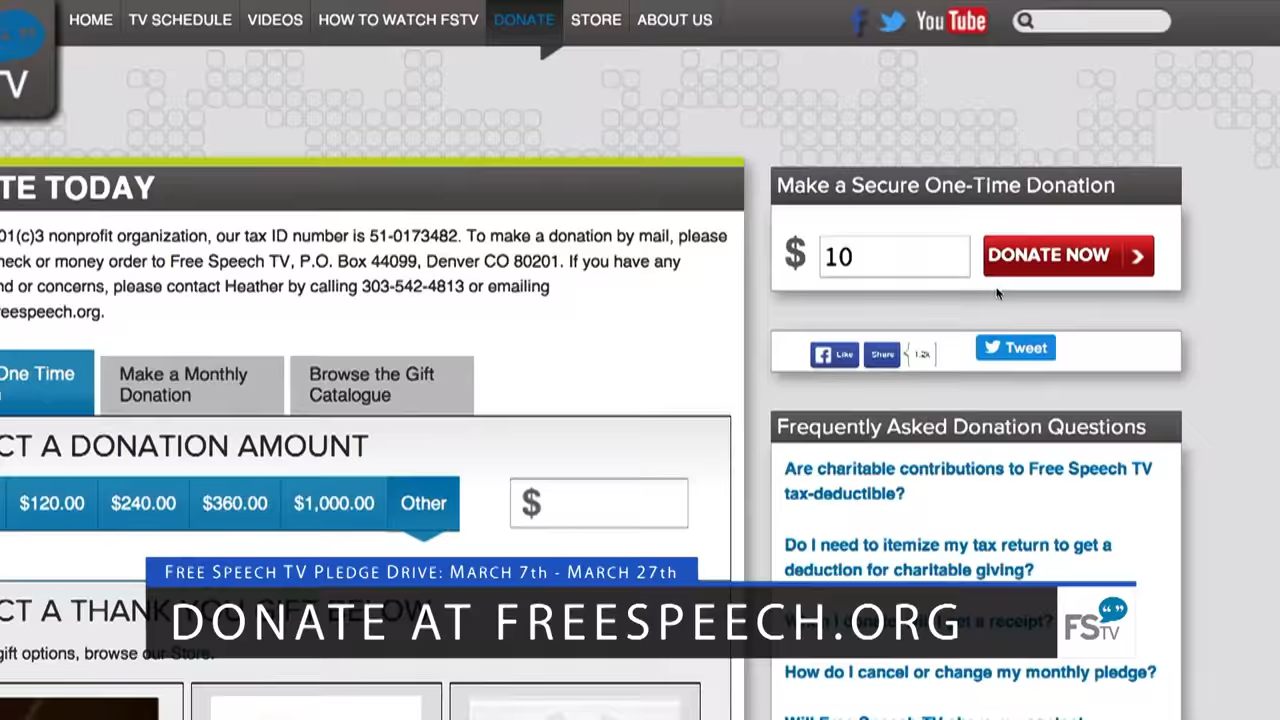 HOME TV SCHEDULE VIDEOS HOW TO WATCH FSTV DONATE STORE ABOUT US
You Tube
TV
TE TODAY
01(c)3 nonprofit organization, our tax ID number is 51-0173482. To make a donation by mail, please
heck or money order to Free Speech TV, P.O. Box 44099, Denver CO 80201. If you have any
nd or concerns, please contact Heather by calling 303-542-4813 or emailing
reespeech.org.
One Time
Make a Monthly
Donation
Browse the Gift
Catalogue
CT A DONATION AMOUNT
$120.00 $240.00 $360.00 $1,000.00 Other
$
Make a Secure One-Time Donation
$ 10 DONATE NOW
Like Share 1.2k Tweet
Frequently Asked Donation Questions
Are charitable contributions to Free Speech TV
tax-deductible?
Do I need to itemize my tax return to get a
deduction for charitable giving?
How do I cancel or change my monthly pledge?
FREE SPEECH TV PLEDGE DRIVE: MARCH 7TH - MARCH 27TH
DONATE AT FREESPEECH.ORG
FSTV
CT A THANK YOU GIFT BELOW
gift options, browse our Store.